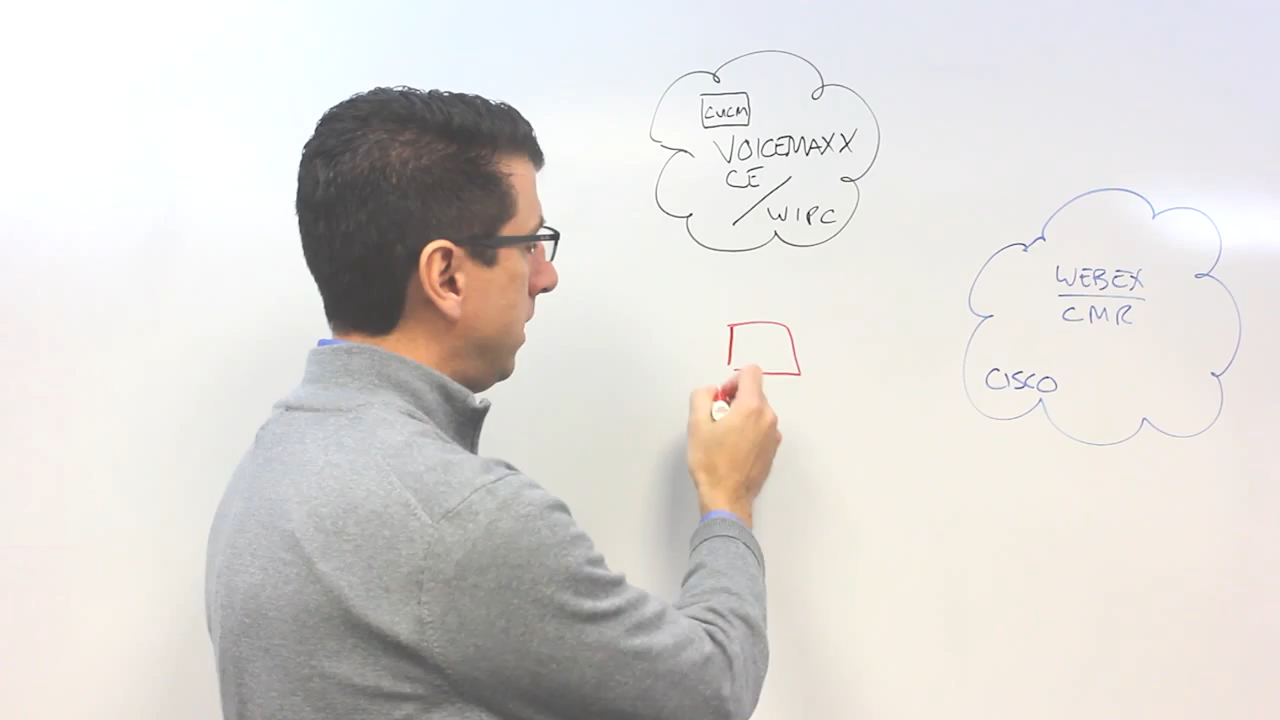 CUCM
VOICEMAXX
CE
/ WIPC
WEBEX
CMR
CISCO